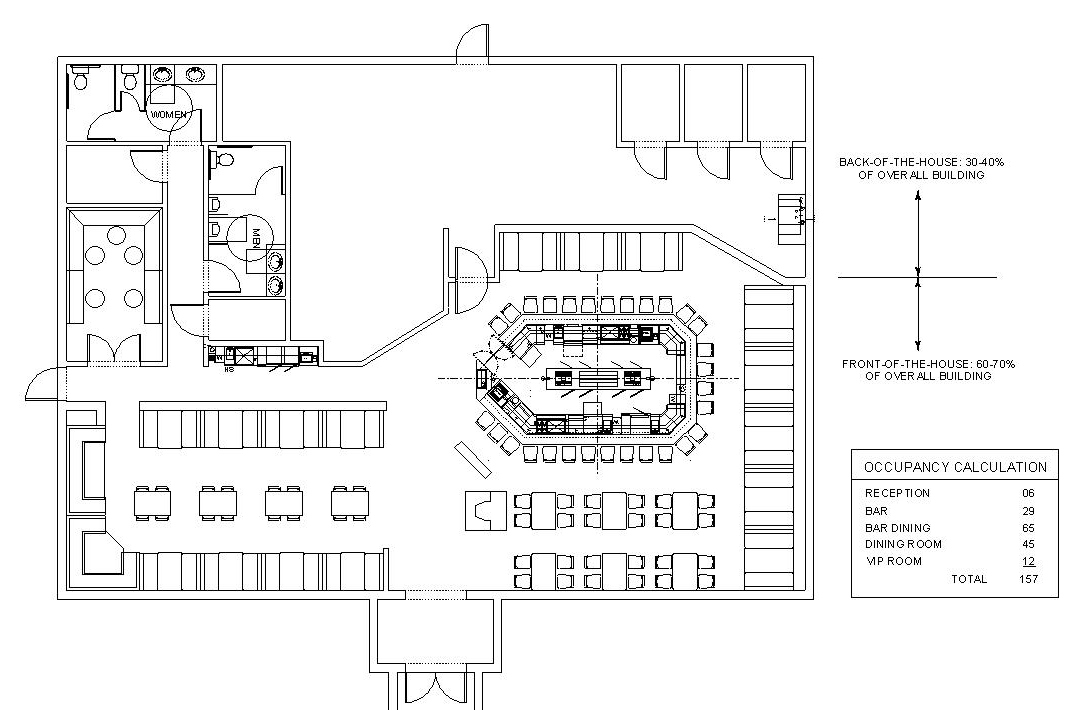 WOMEN
MEN
BACK-OF-THE-HOUSE: 30-40%
OF OVERALL BUILDING
FRONT-OF-THE-HOUSE: 60-70%
OF OVERALL BUILDING
HS
OCCUPANCY CALCULATION
RECEPTION 06
BAR 29
BAR DINING 65
DINING ROOM 45
VIP ROOM 12
TOTAL 157